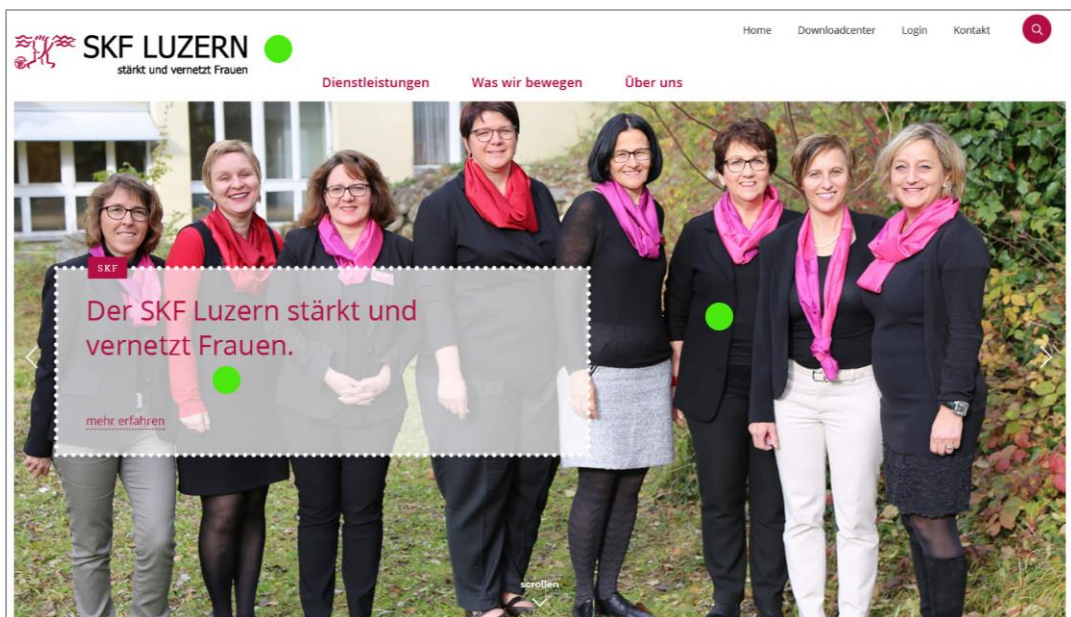 SKF LUZERN
stärkt und vernetzt Frauen
Home Downloadcenter Login Kontakt
Dienstleistungen Was wir bewegen Über uns
SKF
Der SKF Luzern stärkt und
vernetzt Frauen.
mehr erfahren
scrollen